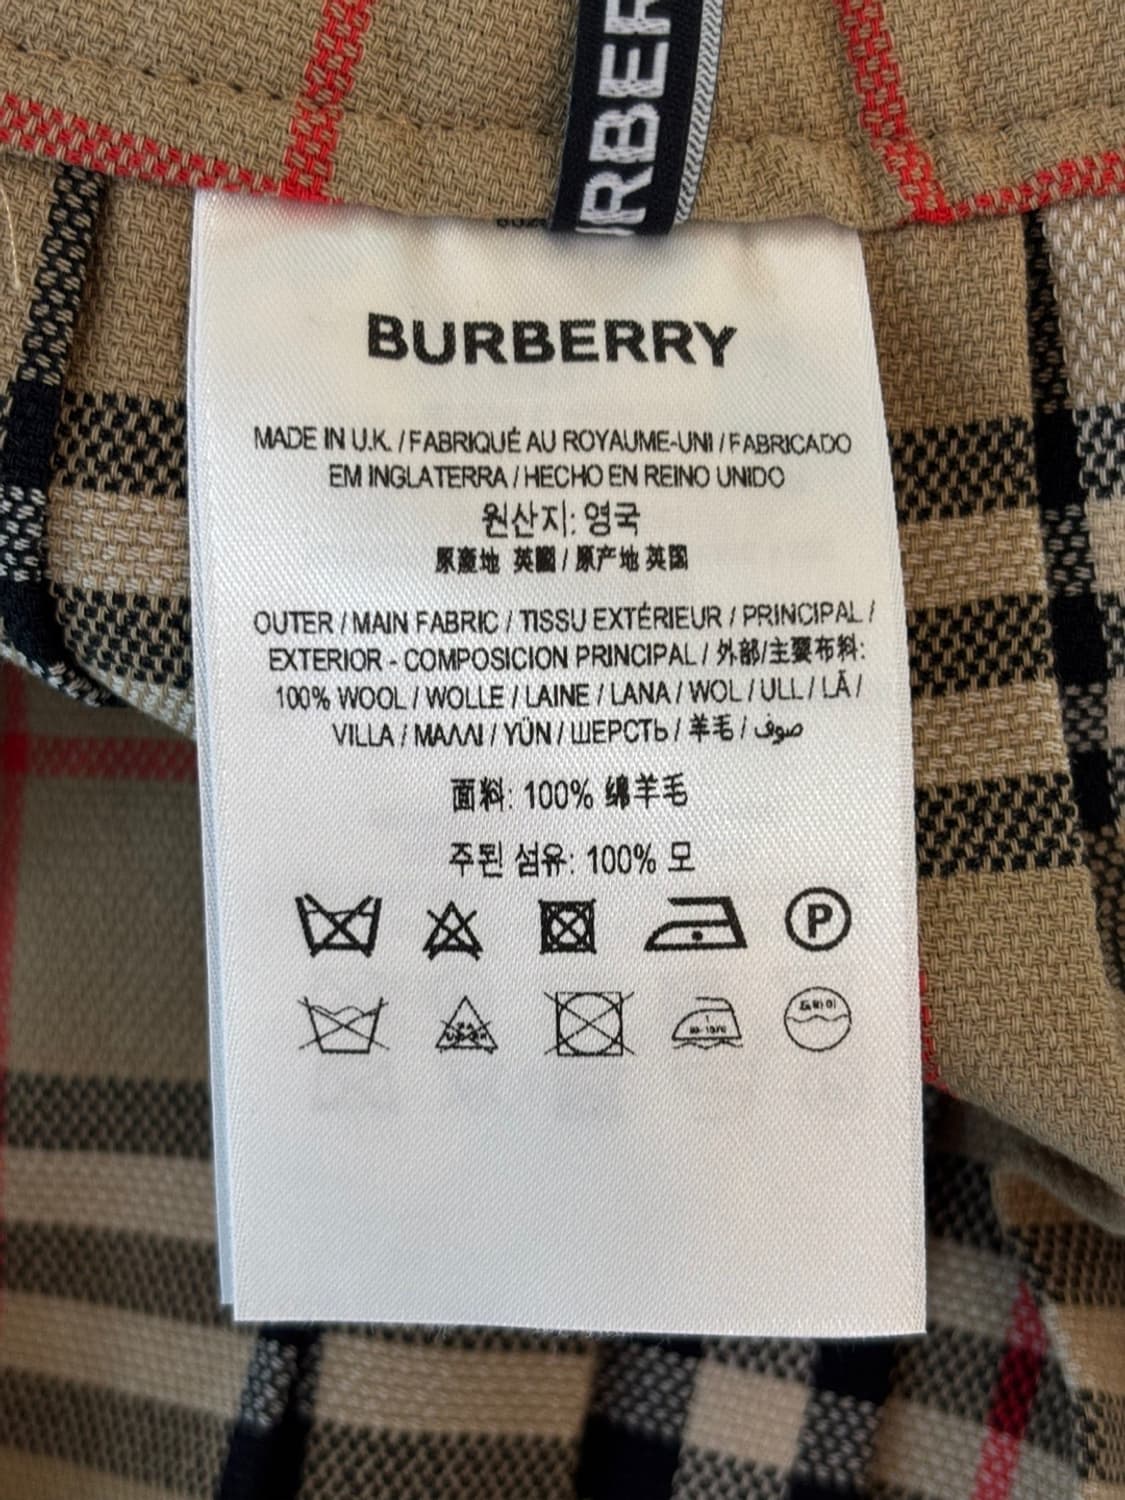 BURBERRY
MADE IN U.K. / FABRIQUÉ AU ROYAUME-UNI / FABRICADO
EM INGLATERRA / HECHO EN REINO UNIDO
원산지: 영국
原產地 英國 / 原产地 英国
OUTER / MAIN FABRIC / TISSU EXTÉRIEUR / PRINCIPAL /
EXTERIOR - COMPOSICION PRINCIPAL / 外部/主要布料:
100% WOOL / WOLLE / LAINE / LANA / WOL / ULL / LÃ /
VILLA / ΜΑΛΛΙ / YÜN / ШЕРСТЬ / 羊毛 / صوف
面料: 100% 绵羊毛
주된 섬유: 100% 모
P
드라이